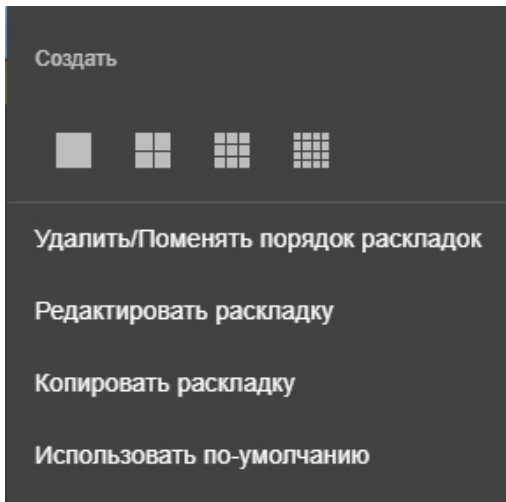 Создать
Удалить/Поменять порядок раскладок
Редактировать раскладку
Копировать раскладку
Использовать по-умолчанию